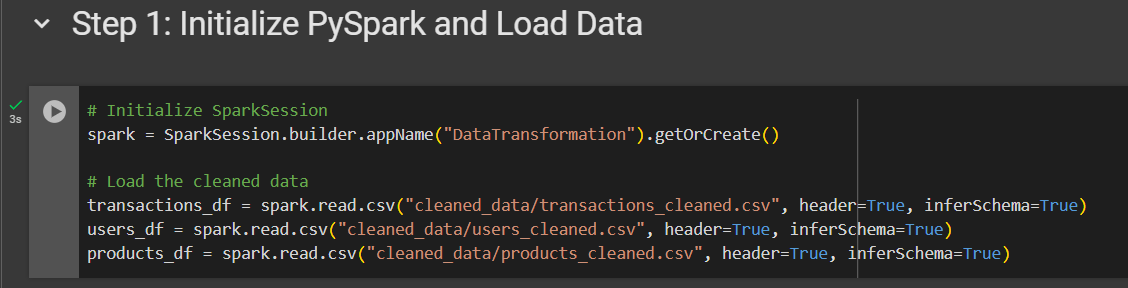 Step 1: Initialize PySpark and Load Data
3s
# Initialize SparkSession
spark = SparkSession.builder.appName("DataTransformation").getOrCreate()
# Load the cleaned data
transactions_df = spark.read.csv("cleaned_data/transactions_cleaned.csv", header=True, inferSchema=True)
users_df = spark.read.csv("cleaned_data/users_cleaned.csv", header=True, inferSchema=True)
products_df = spark.read.csv("cleaned_data/products_cleaned.csv", header=True, inferSchema=True)